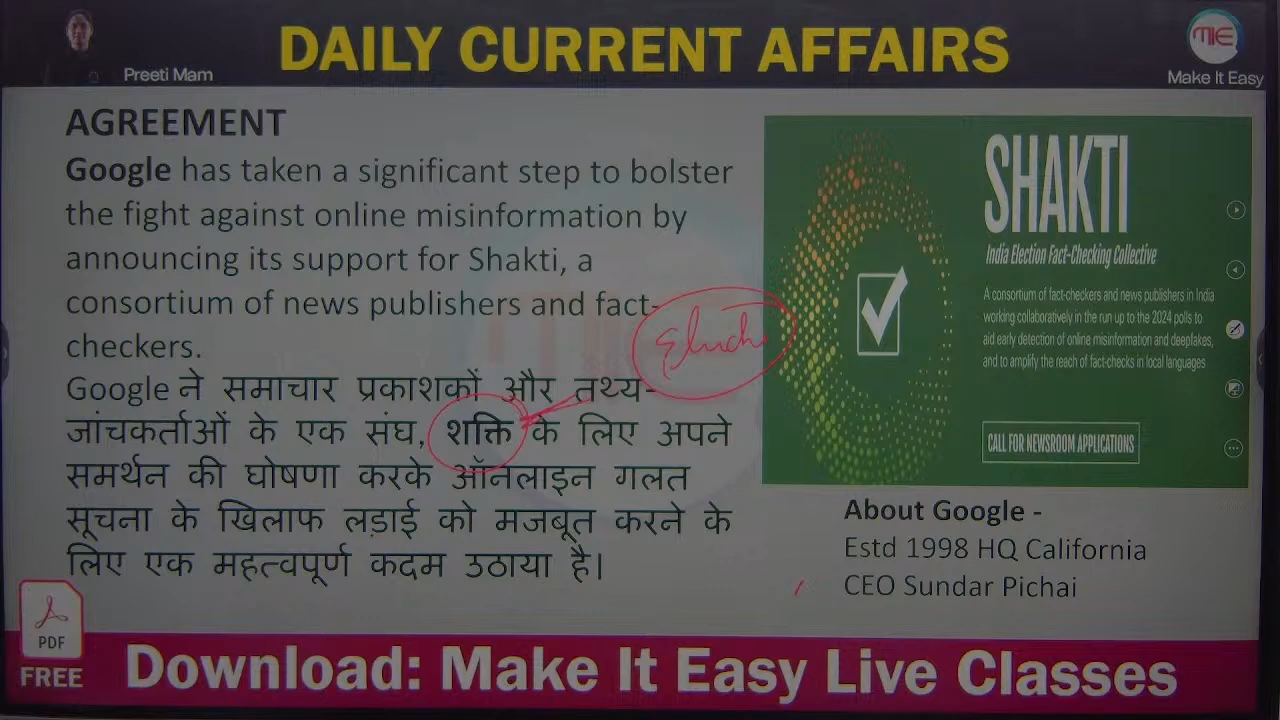 DAILY CURRENT AFFAIRS
Preeti Mam
MIE
Make It Easy
AGREEMENT
Google has taken a significant step to bolster
the fight against online misinformation by
announcing its support for Shakti, a
consortium of news publishers and fact-
checkers.
Google ने समाचार प्रकाशकों और तथ्य-
जांचकर्ताओं के एक संघ, शक्ति के लिए अपने
समर्थन की घोषणा करके ऑनलाइन गलत
सूचना के खिलाफ लड़ाई को मजबूत करने के
लिए एक महत्वपूर्ण कदम उठाया है।
SHAKTI
India Election Fact-Checking Collective
A consortium of fact-checkers and news publishers in India
working collaboratively in the run up to the 2024 polls to
aid early detection of online misinformation and deepfakes,
and to amplify the reach of fact-checks in local languages
CALL FOR NEWSROOM APPLICATIONS
About Google -
Estd 1998 HQ California
CEO Sundar Pichai
PDF
FREE
Download: Make It Easy Live Classes